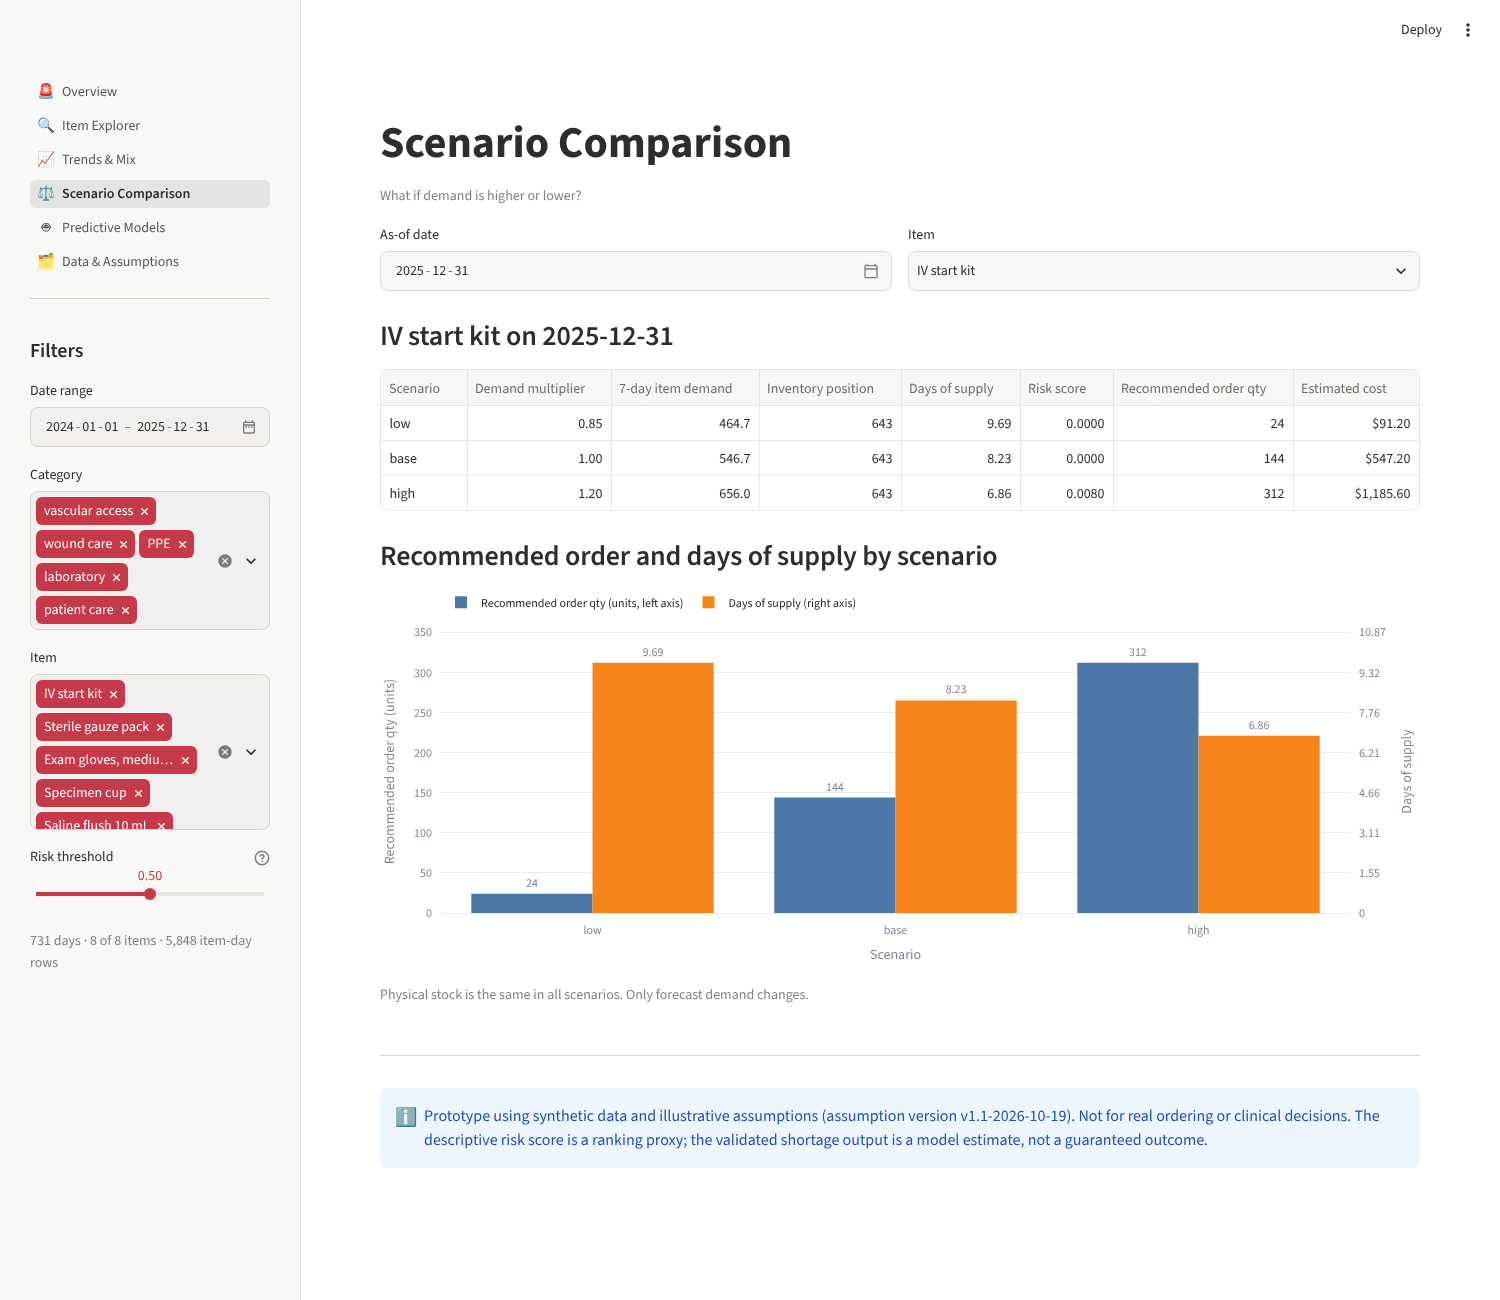 Deploy
Overview
Item Explorer
Trends & Mix
Scenario Comparison
Predictive Models
Data & Assumptions
Filters
Date range
2024-01-01 – 2025-12-31
Category
vascular access
wound care PPE
laboratory
patient care
Item
IV start kit
Sterile gauze pack
Exam gloves, mediu...
Specimen cup
Saline flush 10 mL
Risk threshold
0.50
731 days · 8 of 8 items · 5,848 item-day
rows
Scenario Comparison
What if demand is higher or lower?
As-of date Item
2025-12-31 IV start kit
IV start kit on 2025-12-31
Scenario Demand multiplier 7-day item demand Inventory position Days of supply Risk score Recommended order qty Estimated cost
low 0.85 464.7 643 9.69 0.0000 24 $91.20
base 1.00 546.7 643 8.23 0.0000 144 $547.20
high 1.20 656.0 643 6.86 0.0080 312 $1,185.60
Recommended order and days of supply by scenario
Recommended order qty (units, left axis) Days of supply (right axis)
350 10.87
300 9.32
250 7.76
200 6.21
150 4.66
100 3.11
50 1.55
0 0
Recommended order qty (units)
Days of supply
24 9.69 144 8.23 312 6.86
low base high
Scenario
Physical stock is the same in all scenarios. Only forecast demand changes.
Prototype using synthetic data and illustrative assumptions (assumption version v1.1-2026-10-19). Not for real ordering or clinical decisions. The
descriptive risk score is a ranking proxy; the validated shortage output is a model estimate, not a guaranteed outcome.